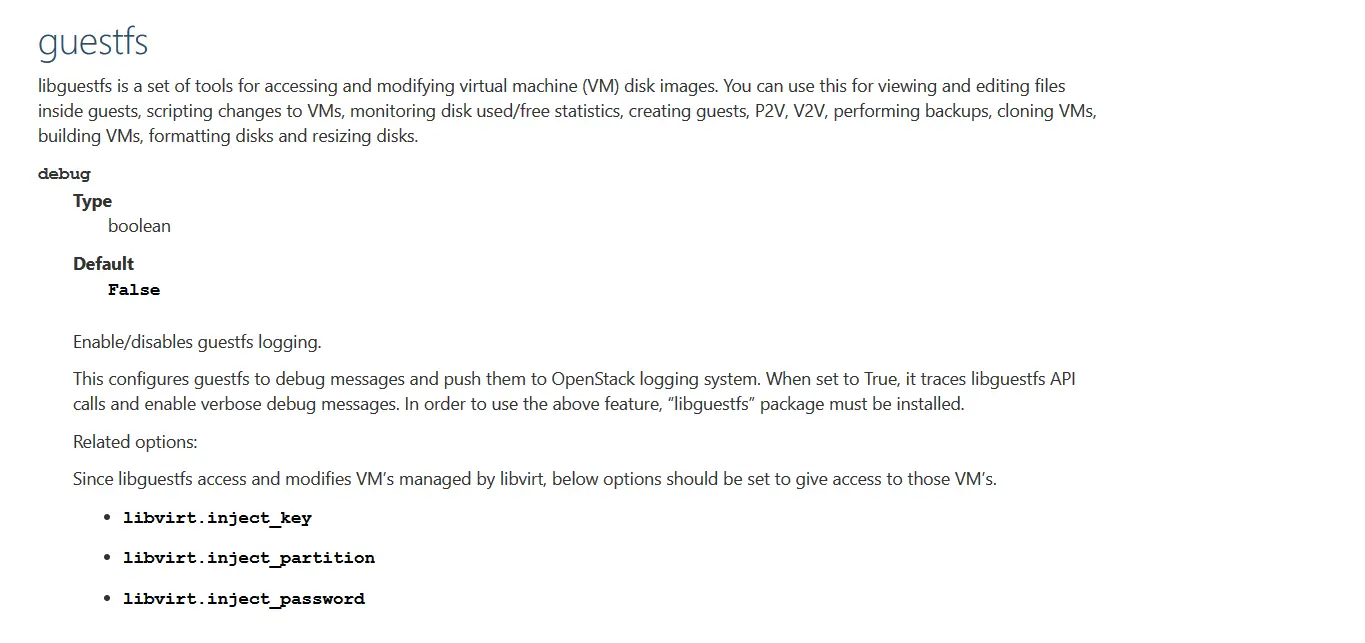 guestfs
libguestfs is a set of tools for accessing and modifying virtual machine (VM) disk images. You can use this for viewing and editing files
inside guests, scripting changes to VMs, monitoring disk used/free statistics, creating guests, P2V, V2V, performing backups, cloning VMs,
building VMs, formatting disks and resizing disks.
debug
Type
boolean
Default
False
Enable/disables guestfs logging.
This configures guestfs to debug messages and push them to OpenStack logging system. When set to True, it traces libguestfs API
calls and enable verbose debug messages. In order to use the above feature, “libguestfs” package must be installed.
Related options:
Since libguestfs access and modifies VM’s managed by libvirt, below options should be set to give access to those VM’s.
• libvirt.inject_key
• libvirt.inject_partition
• libvirt.inject_password